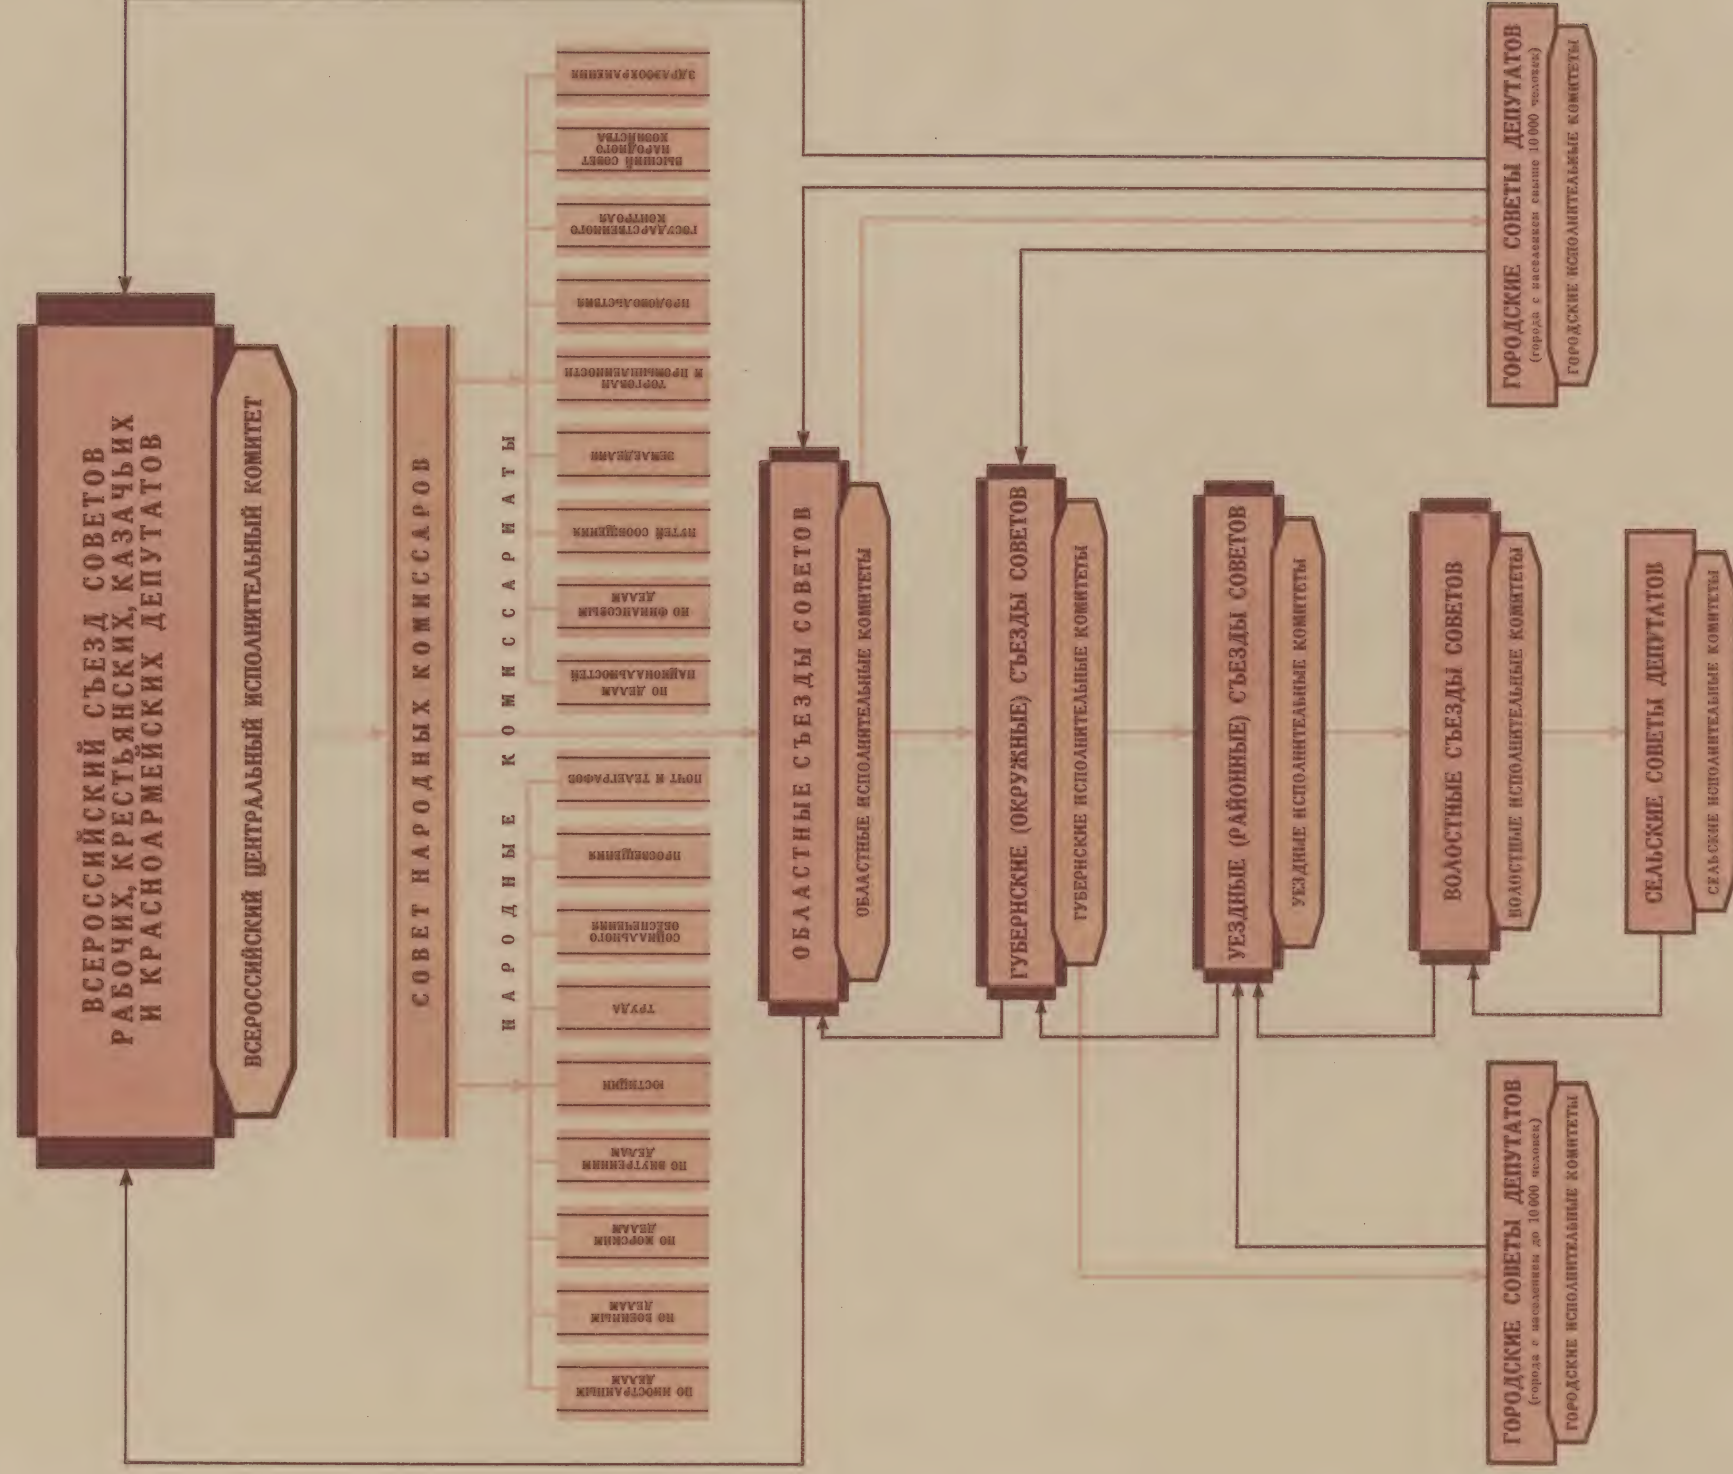 ВСЕРОССИЙСКИЙ СЪЕЗД СОВЕТОВ
РАБОЧИХ, КРЕСТЬЯНСКИХ, КАЗАЧЬИХ
И КРАСНОАРМЕЙСКИХ ДЕПУТАТОВ
ВСЕРОССИЙСКИЙ ЦЕНТРАЛЬНЫЙ ИСПОЛНИТЕЛЬНЫЙ КОМИТЕТ
СОВЕТ НАРОДНЫХ КОМИССАРОВ
НАРОДНЫЕ КОМИССАРИАТЫ
ПО ИНОСТРАННЫМ
ДЕЛАМ
ПО ВОЕННЫМ
ДЕЛАМ
ПО МОРСКИМ
ДЕЛАМ
ПО ВНУТРЕННИМ
ДЕЛАМ
ЮСТИЦИИ
ТРУДА
СОЦИАЛЬНОГО
ОБЕСПЕЧЕНИЯ
ПРОСВЕЩЕНИЯ
ПОЧТ И ТЕЛЕГРАФОВ
ПО ДЕЛАМ
НАЦИОНАЛЬНОСТЕЙ
ПО ФИНАНСОВЫМ
ДЕЛАМ
ПУТЕЙ СООБЩЕНИЯ
ЗЕМЛЕДЕЛИЯ
ТОРГОВЛИ
И ПРОМЫШЛЕННОСТИ
ПРОДОВОЛЬСТВИЯ
ГОСУДАРСТВЕННОГО
КОНТРОЛЯ
ВЫСШИЙ СОВЕТ
НАРОДНОГО
ХОЗЯЙСТВА
ЗДРАВООХРАНЕНИЯ
ОБЛАСТНЫЕ СЪЕЗДЫ СОВЕТОВ
ОБЛАСТНЫЕ ИСПОЛНИТЕЛЬНЫЕ КОМИТЕТЫ
ГУБЕРНСКИЕ (ОКРУЖНЫЕ) СЪЕЗДЫ СОВЕТОВ
ГУБЕРНСКИЕ ИСПОЛНИТЕЛЬНЫЕ КОМИТЕТЫ
УЕЗДНЫЕ (РАЙОННЫЕ) СЪЕЗДЫ СОВЕТОВ
УЕЗДНЫЕ ИСПОЛНИТЕЛЬНЫЕ КОМИТЕТЫ
ВОЛОСТНЫЕ СЪЕЗДЫ СОВЕТОВ
ВОЛОСТНЫЕ ИСПОЛНИТЕЛЬНЫЕ КОМИТЕТЫ
ГОРОДСКИЕ СОВЕТЫ ДЕПУТАТОВ
(города с населением до 10 000 человек)
ГОРОДСКИЕ ИСПОЛНИТЕЛЬНЫЕ КОМИТЕТЫ
ГОРОДСКИЕ СОВЕТЫ ДЕПУТАТОВ
(города с населением свыше 10 000 человек)
ГОРОДСКИЕ ИСПОЛНИТЕЛЬНЫЕ КОМИТЕТЫ
СЕЛЬСКИЕ СОВЕТЫ ДЕПУТАТОВ
СЕЛЬСКИЕ ИСПОЛНИТЕЛЬНЫЕ КОМИТЕТЫ